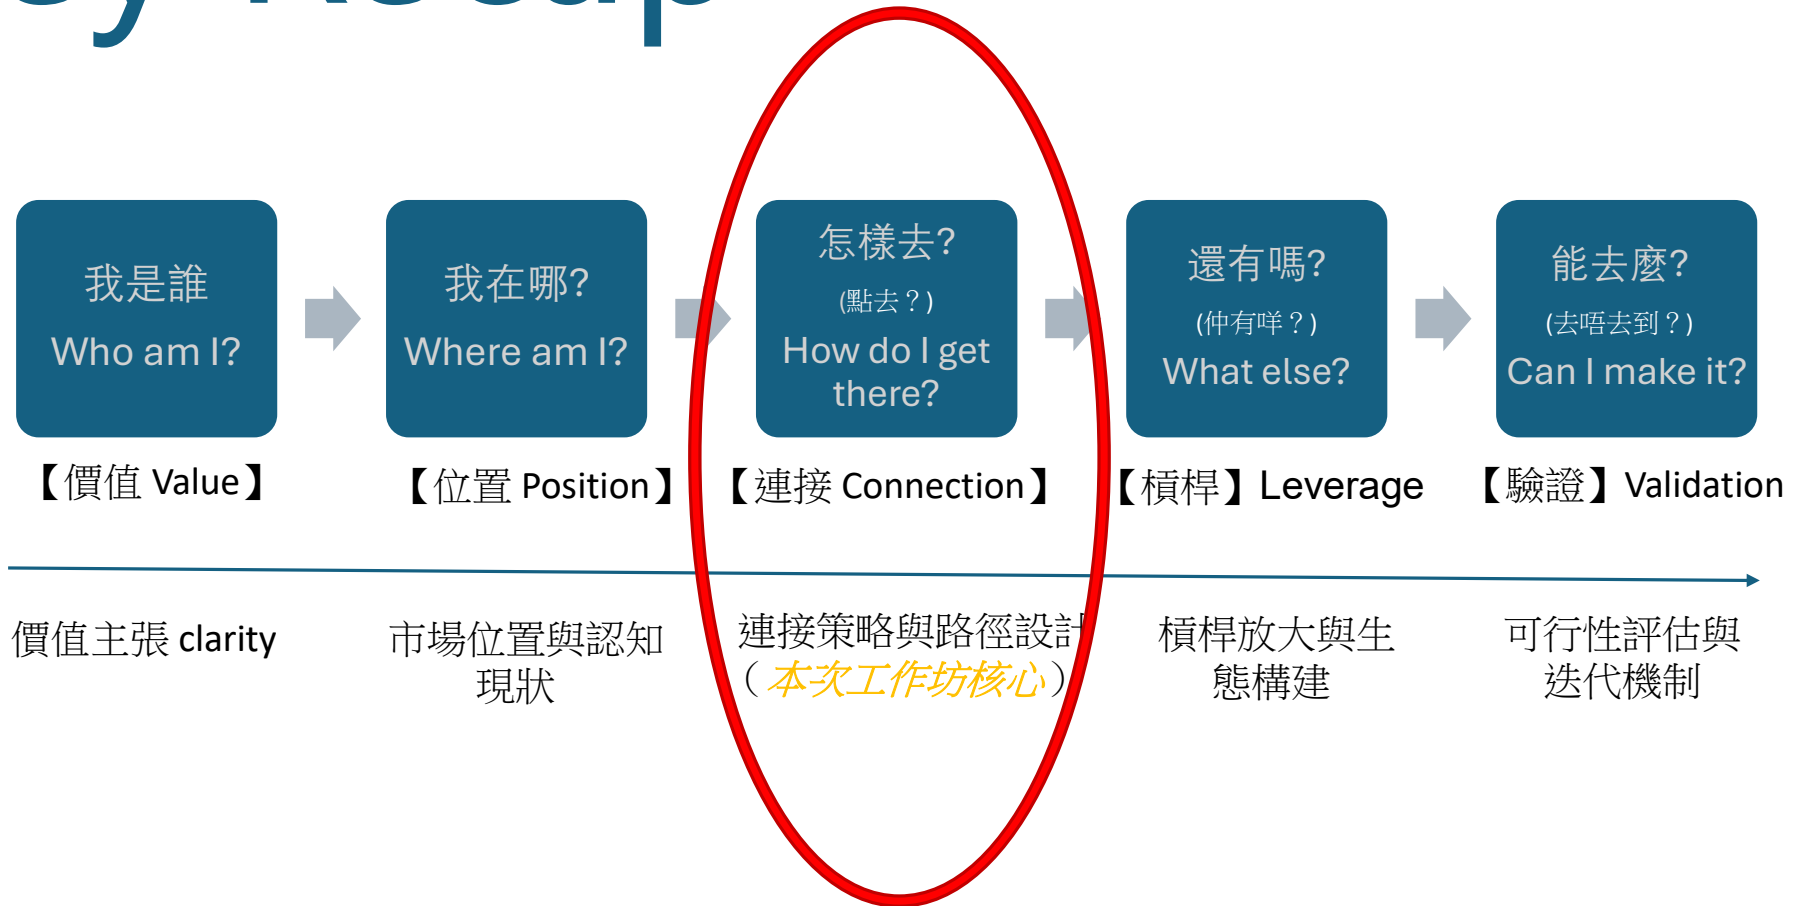 我是誰
Who am I?
我在哪?
Where am I?
怎樣去?
(點去？)
How do I get
there?
還有嗎?
(仲有咩？)
What else?
能去麼?
(去唔去到？)
Can I make it?
【價值 Value】
【位置 Position】
【連接 Connection】
【槓桿】Leverage
【驗證】Validation
價值主張 clarity
市場位置與認知
現狀
連接策略與路徑設計
（本次工作坊核心）
槓桿放大與生
態構建
可行性評估與
迭代機制